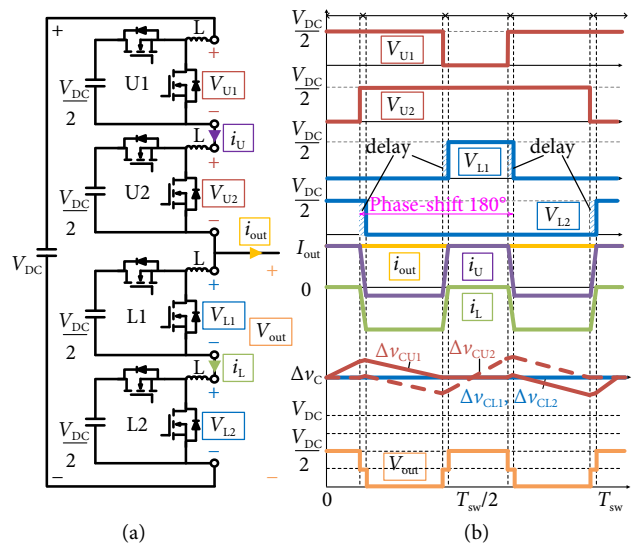 +
L
+
U1
V_DC/2
V_U1
−
L
i_U
+
U2
V_DC/2
V_U2
−
i_out
V_DC
L
+
+
L1
V_DC/2
V_L1
V_out
−
L
i_L
+
L2
V_DC/2
V_L2
−
−
−
(a)
V_DC/2
V_U1
V_DC/2
V_U2
V_DC/2
delay
V_L1
delay
V_DC/2
Phase-shift 180°
V_L2
I_out
i_out
i_U
0
i_L
Δv_CU1
Δv_CU2
Δv_C
Δv_CL1, Δv_CL2
V_DC
V_DC/2
V_out
0
T_sw/2
T_sw
(b)